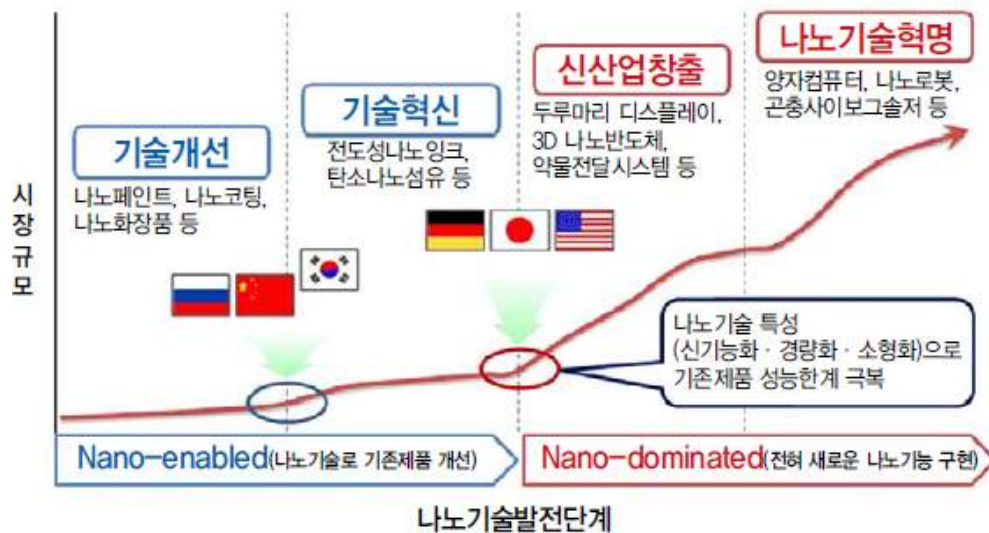 나노기술혁명
양자컴퓨터, 나노로봇,
곤충사이보그솔저 등
신산업창출
두루마리 디스플레이,
3D 나노반도체,
약물전달시스템 등
기술혁신
전도성나노잉크,
탄소나노섬유 등
기술개선
나노페인트, 나노코팅,
나노화장품 등
시장규모
나노기술 특성
(신기능화 · 경량화 · 소형화)으로
기존제품 성능한계 극복
Nano-enabled(나노기술로 기존제품 개선)
Nano-dominated(전혀 새로운 나노기능 구현)
나노기술발전단계